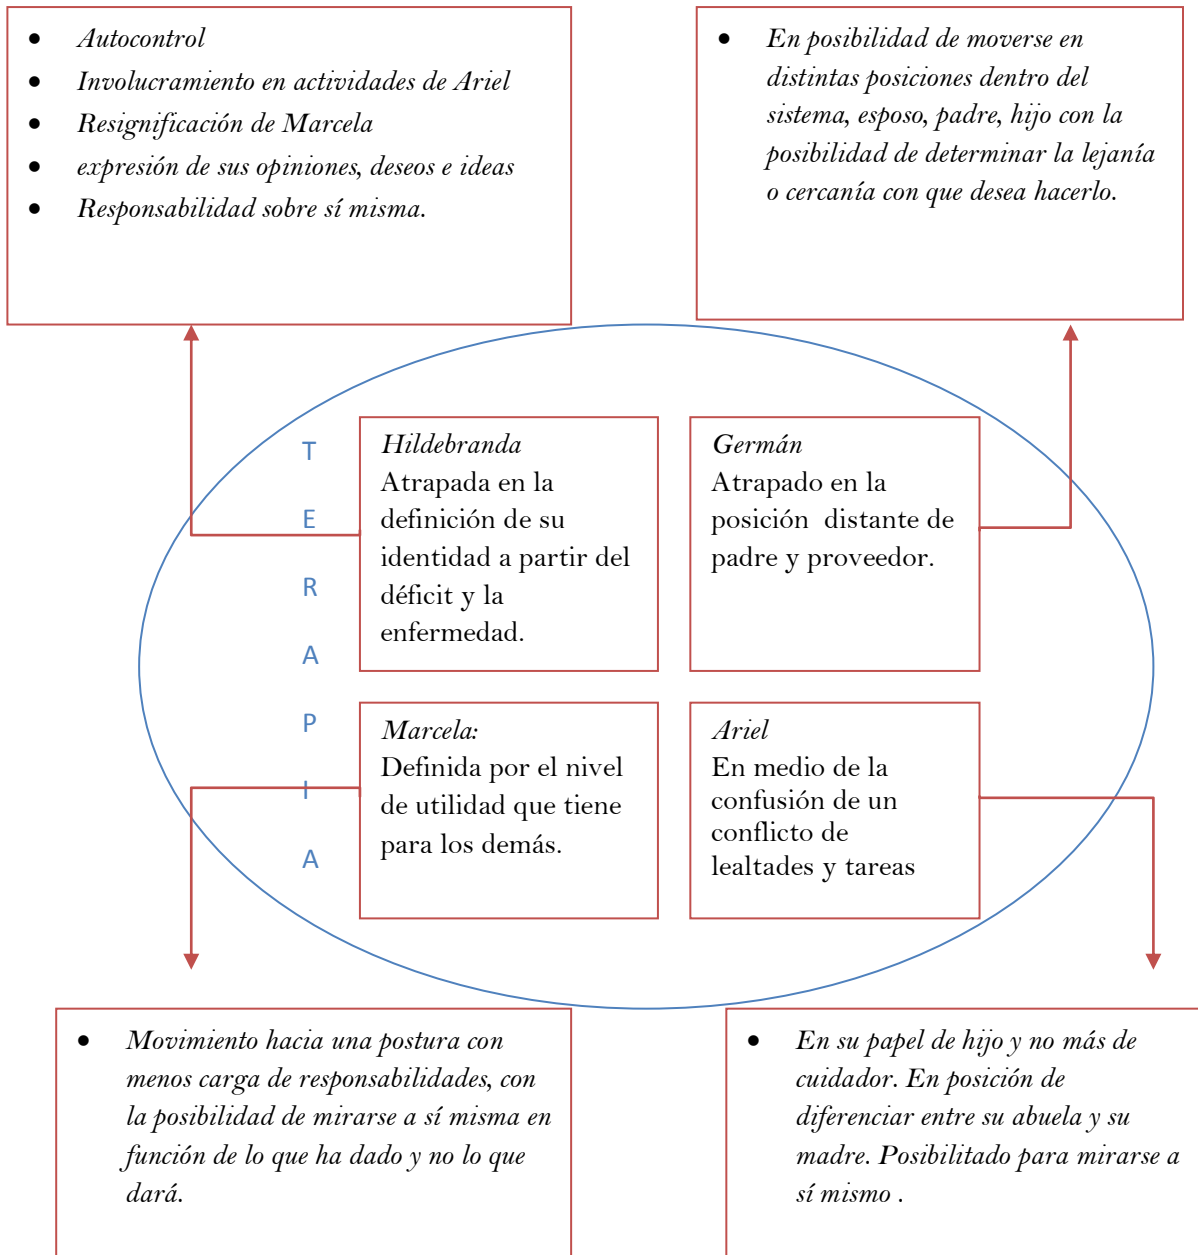 • Autocontrol
• Involucramiento en actividades de Ariel
• Resignificación de Marcela
• expresión de sus opiniones, deseos e ideas
• Responsabilidad sobre sí misma.
• En posibilidad de moverse en
distintas posiciones dentro del
sistema, esposo, padre, hijo con la
posibilidad de determinar la lejanía
o cercanía con que desea hacerlo.
T
E
R
A
P
I
A
Hildebranda
Atrapada en la
definición de su
identidad a partir del
déficit y la
enfermedad.
Germán
Atrapado en la
posición distante de
padre y proveedor.
Marcela:
Definida por el nivel
de utilidad que tiene
para los demás.
Ariel
En medio de la
confusión de un
conflicto de
lealtades y tareas
• Movimiento hacia una postura con
menos carga de responsabilidades, con
la posibilidad de mirarse a sí misma en
función de lo que ha dado y no lo que
dará.
• En su papel de hijo y no más de
cuidador. En posición de
diferenciar entre su abuela y su
madre. Posibilitado para mirarse a
sí mismo .